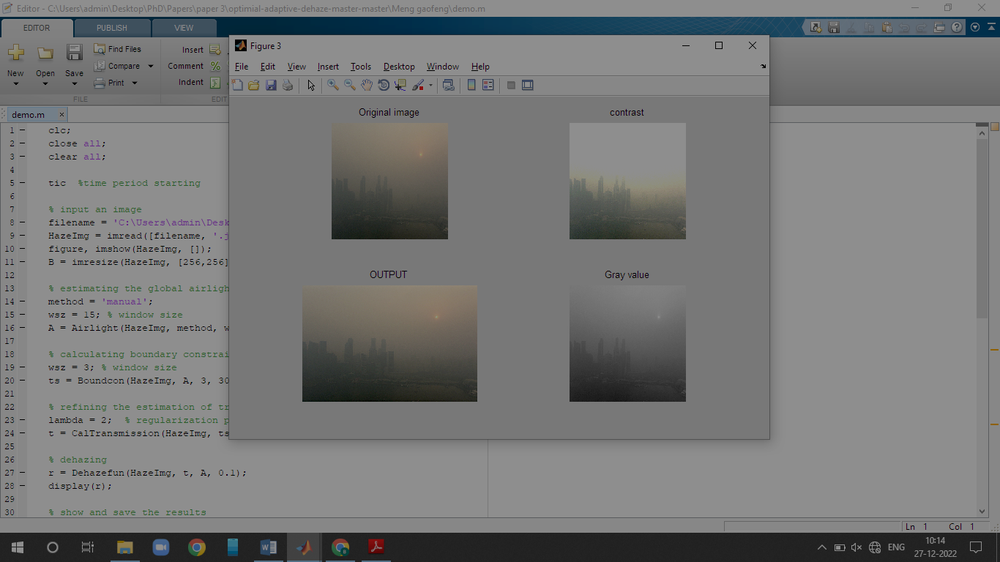 Editor - C:\Users\admin\Desktop\PhD\Papers\paper 3\optimial-adaptive-dehaze-master-master\Meng gaofeng\demo.m
EDITOR PUBLISH VIEW
New Open Save
Find Files
Compare
Print
Insert
Comment
Indent
FILE EDIT
demo.m ×
1 clc;
2 close all;
3 clear all;
4
5 tic %time period starting
6
7 % input an image
8 filename = 'C:\Users\admin\Desk
9 HazeImg = imread([filename, '.j
10 figure, imshow(HazeImg, []);
11 B = imresize(HazeImg, [256,256]
12
13 % estimating the global airligh
14 method = 'manual';
15 wsz = 15; % window size
16 A = Airlight(HazeImg, method, w
17
18 % calculating boundary constrai
19 wsz = 3; % window size
20 ts = Boundcon(HazeImg, A, 3, 30
21
22 % refining the estimation of tr
23 lambda = 2; % regularization p
24 t = CalTransmission(HazeImg, ts
25
26 % dehazing
27 r = Dehazefun(HazeImg, t, A, 0.1);
28 display(r);
29
30 % show and save the results
Figure 3
File Edit View Insert Tools Desktop Window Help
Original image
contrast
OUTPUT
Gray value
Ln 1 Col 1
ENG
10:14
27-12-2022